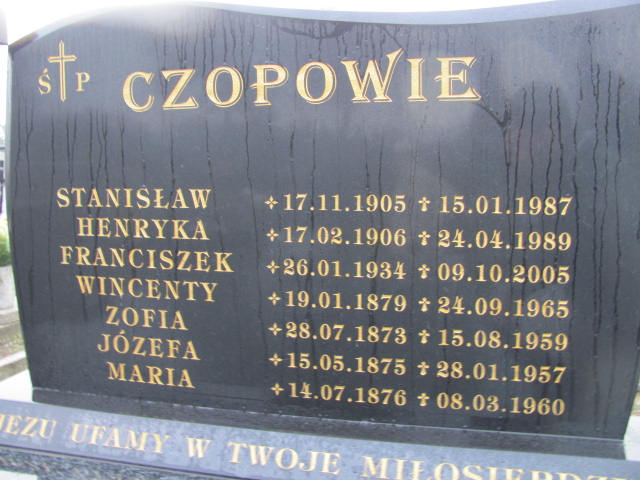 Ś P CZOPOWIE
STANISŁAW 17.11.1905 15.01.1987
HENRYKA 17.02.1906 24.04.1989
FRANCISZEK 26.01.1934 09.10.2005
WINCENTY 19.01.1879 24.09.1965
ZOFIA 28.07.1873 15.08.1959
JÓZEFA 15.05.1875 28.01.1957
MARIA 14.07.1876 08.03.1960
JEZU UFAMY W TWOJE MIŁOSIERDZI